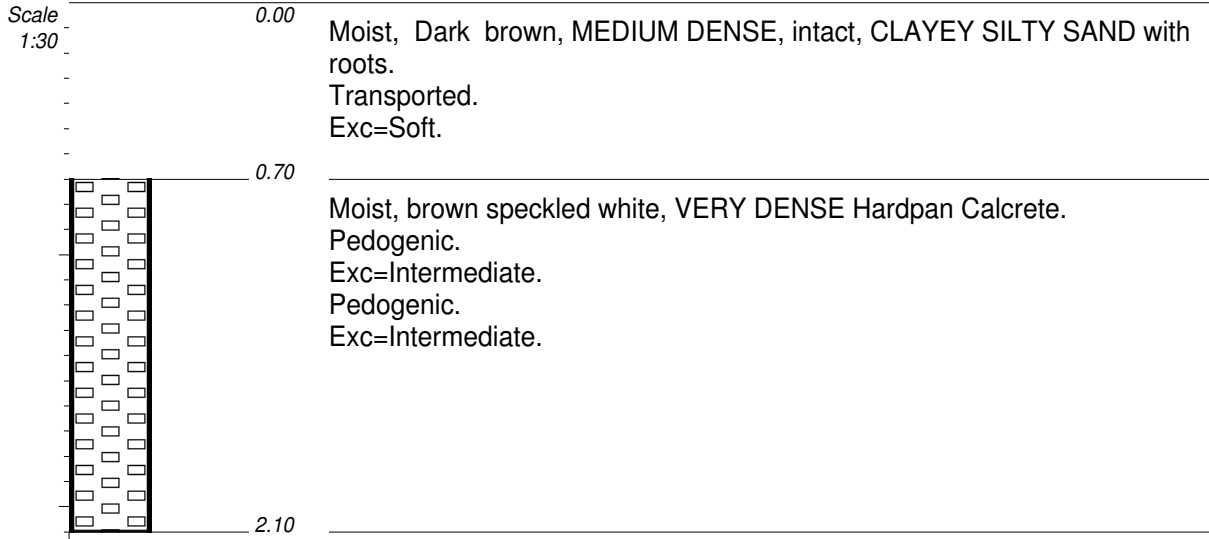 Scale
1:30
0.00
Moist, Dark brown, MEDIUM DENSE, intact, CLAYEY SILTY SAND with
roots.
Transported.
Exc=Soft.
0.70
Moist, brown speckled white, VERY DENSE Hardpan Calcrete.
Pedogenic.
Exc=Intermediate.
Pedogenic.
Exc=Intermediate.
2.10